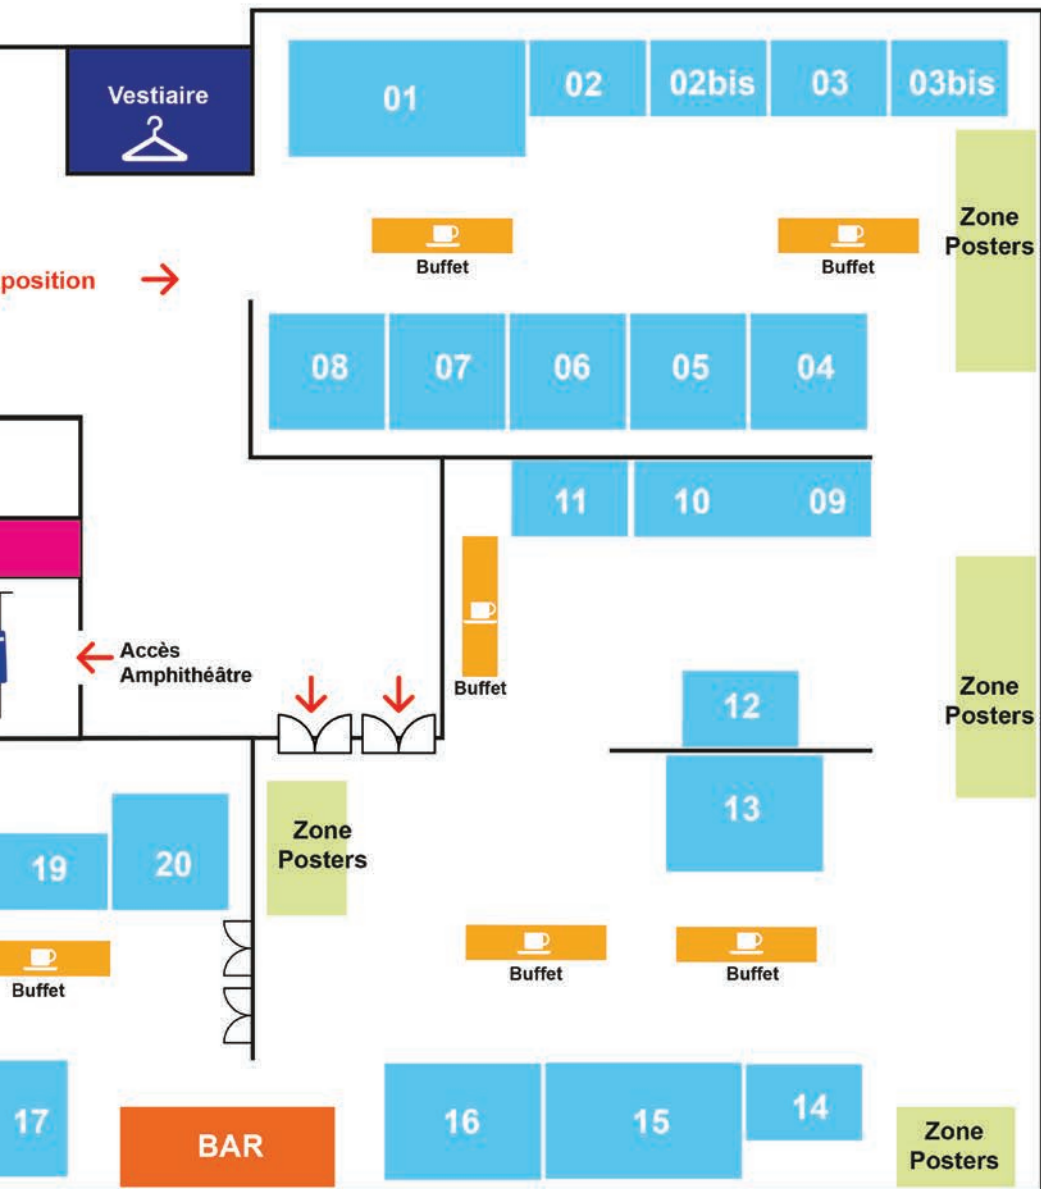 Vestiaire
01
02
02bis
03
03bis
Zone
Posters
Buffet
Buffet
position
08
07
06
05
04
11
10
09
Accès
Amphithéâtre
Buffet
12
Zone
Posters
13
19
20
Zone
Posters
Buffet
Buffet
Buffet
17
BAR
16
15
14
Zone
Posters